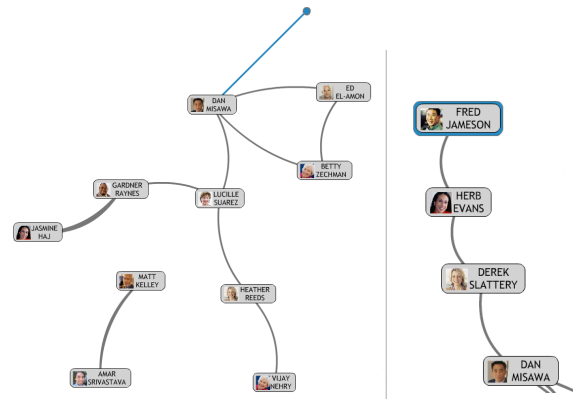 DAN
MISAWA
ED
EL-AMON
BETTY
ZECHMAN
GARDNER
RAYNES
LUCILLE
SUAREZ
JASMINE
HAJ
MATT
KELLEY
HEATHER
REEDS
AMAR
SRIVASTAVA
VIJAY
NEHRY
FRED
JAMESON
HERB
EVANS
DEREK
SLATTERY
DAN
MISAWA